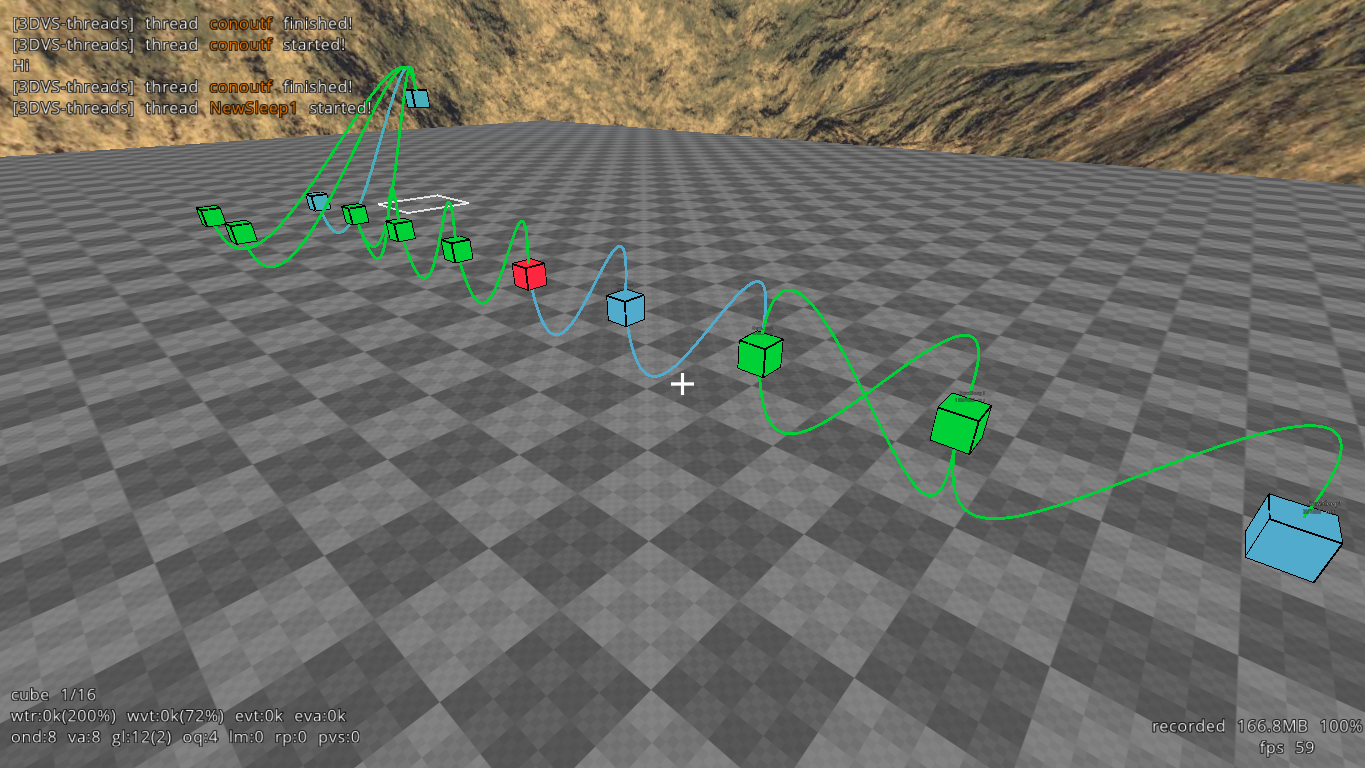 [3DVS-threads] thread conoutf finished!
[3DVS-threads] thread conoutf started!
Hi
[3DVS-threads] thread conoutf finished!
[3DVS-threads] thread NewSleep1 started!
cube 1/16
wtr:0k(200%) wvt:0k(72%) evt:0k eva:0k
ond:8 va:8 gl:12(2) oq:4 lm:0 rp:0 pvs:0
recorded 166.8MB 100%
fps 59